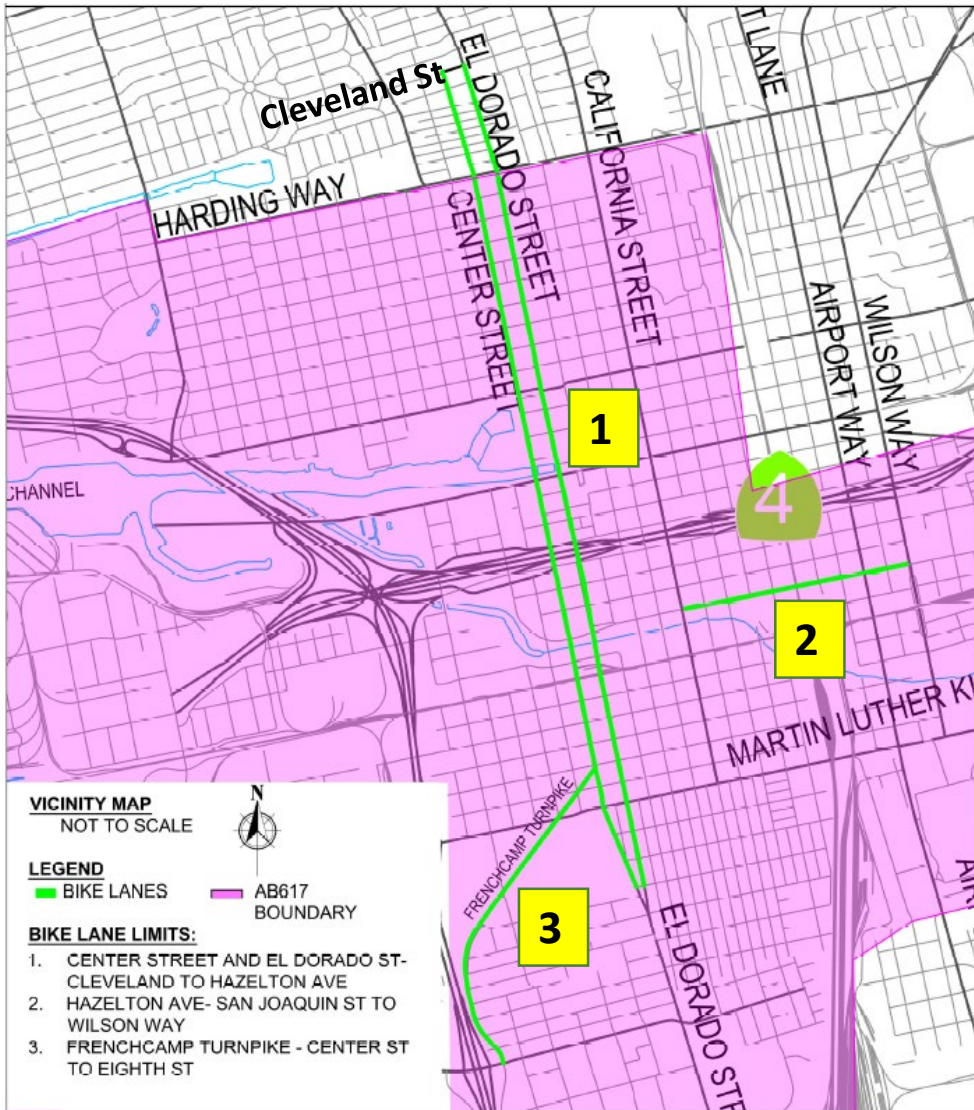 Cleveland St
EL DORADO STREET
CALIFORNIA STREET
T LANE
HARDING WAY
CENTER STREET
AIRPORT WAY
WILSON WAY
1
CHANNEL
4
2
MARTIN LUTHER KI
FRENCHCAMP TURNPIKE
3
EL DORADO STR
AIR
VICINITY MAP
NOT TO SCALE
N
LEGEND
BIKE LANES
AB617
BOUNDARY
BIKE LANE LIMITS:
1. CENTER STREET AND EL DORADO ST-
CLEVELAND TO HAZELTON AVE
2. HAZELTON AVE- SAN JOAQUIN ST TO
WILSON WAY
3. FRENCHCAMP TURNPIKE - CENTER ST
TO EIGHTH ST